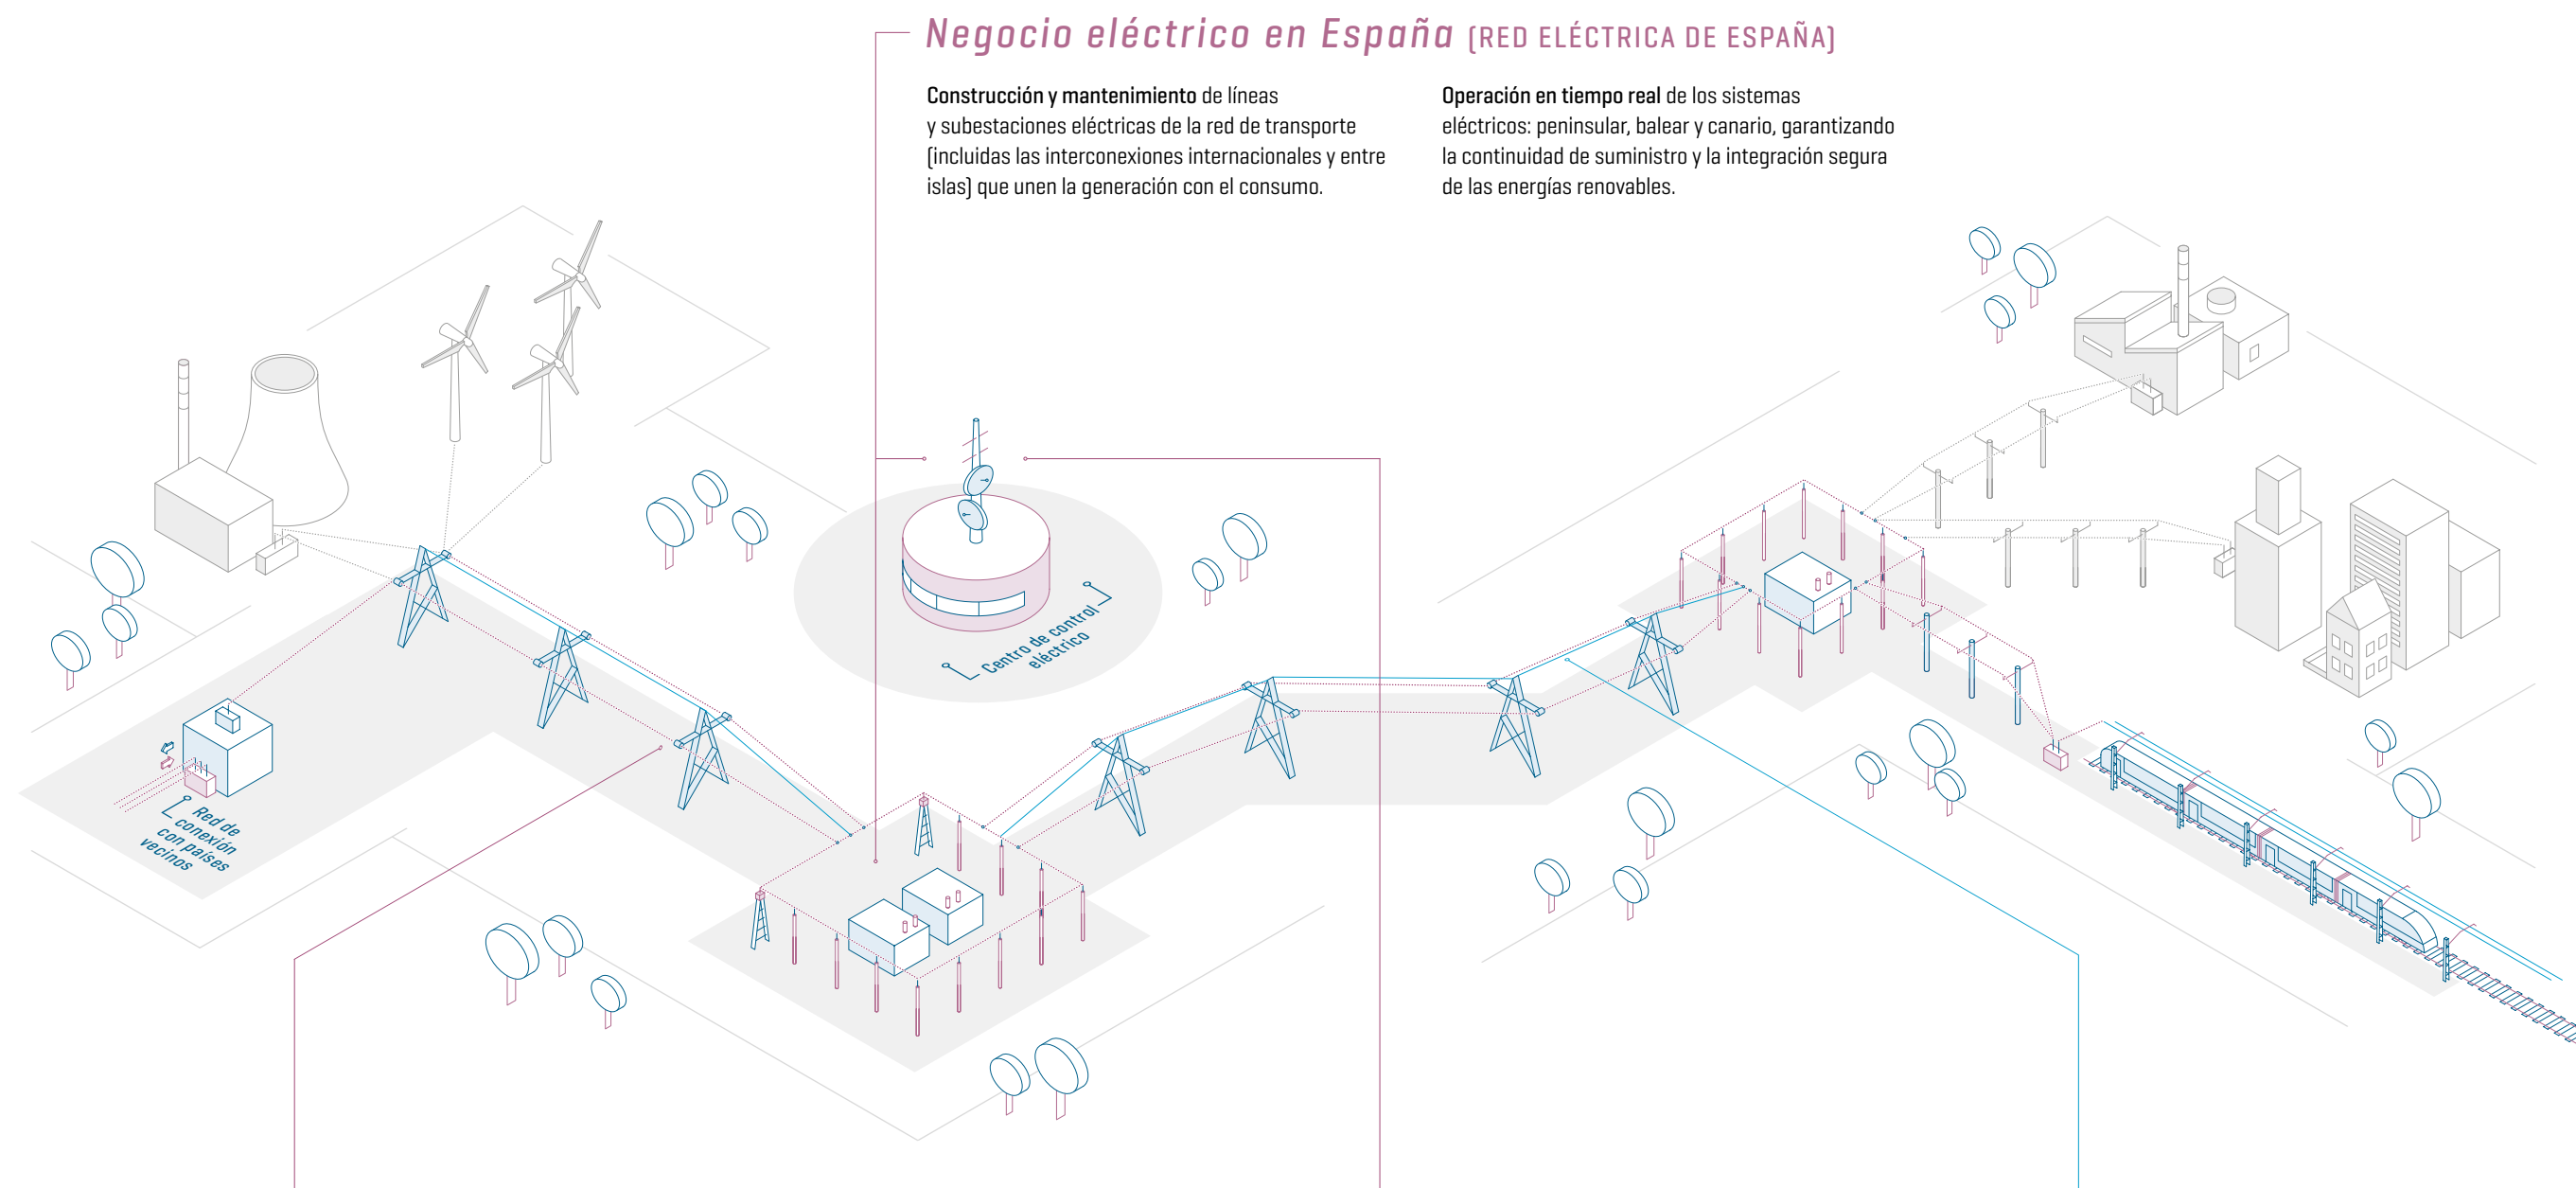 Negocio eléctrico en España (RED ELÉCTRICA DE ESPAÑA)
Construcción y mantenimiento de líneas
y subestaciones eléctricas de la red de transporte
(incluidas las interconexiones internacionales y entre
islas) que unen la generación con el consumo.
Operación en tiempo real de los sistemas
eléctricos: peninsular, balear y canario, garantizando
la continuidad de suministro y la integración segura
de las energías renovables.
Centro de control
eléctrico
Red de
conexión
con países
vecinos